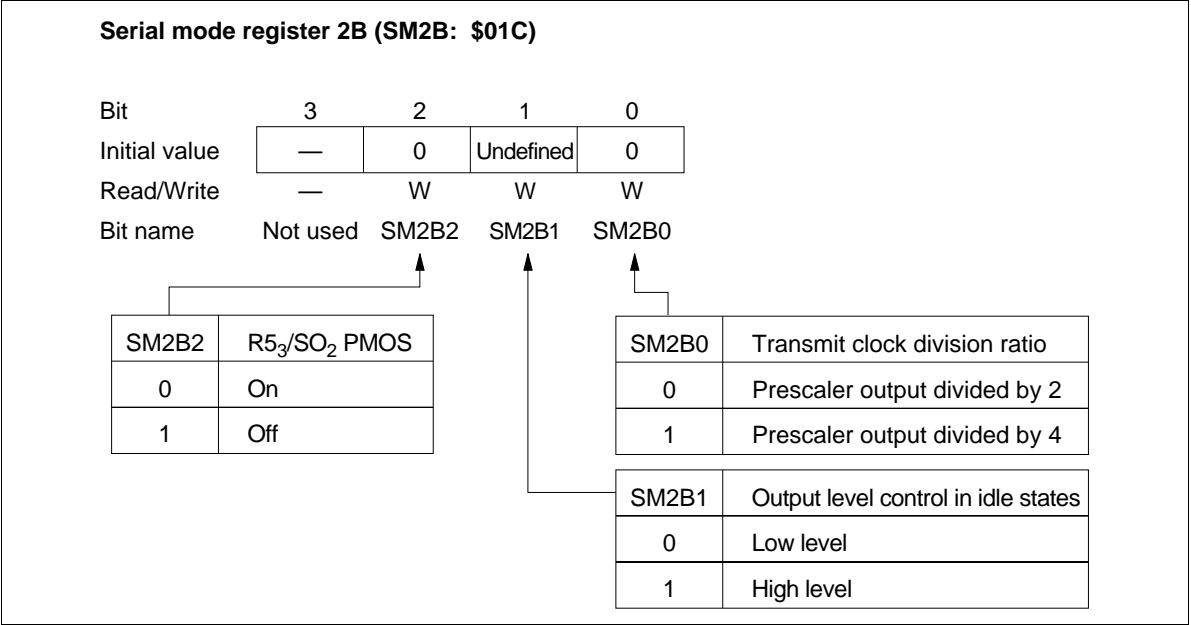 Serial mode register 2B (SM2B: $01C)
Bit 3 2 1 0
Initial value — 0 Undefined 0
Read/Write — W W W
Bit name Not used SM2B2 SM2B1 SM2B0
SM2B2 R5₃/SO₂ PMOS
0 On
1 Off
SM2B0 Transmit clock division ratio
0 Prescaler output divided by 2
1 Prescaler output divided by 4
SM2B1 Output level control in idle states
0 Low level
1 High level